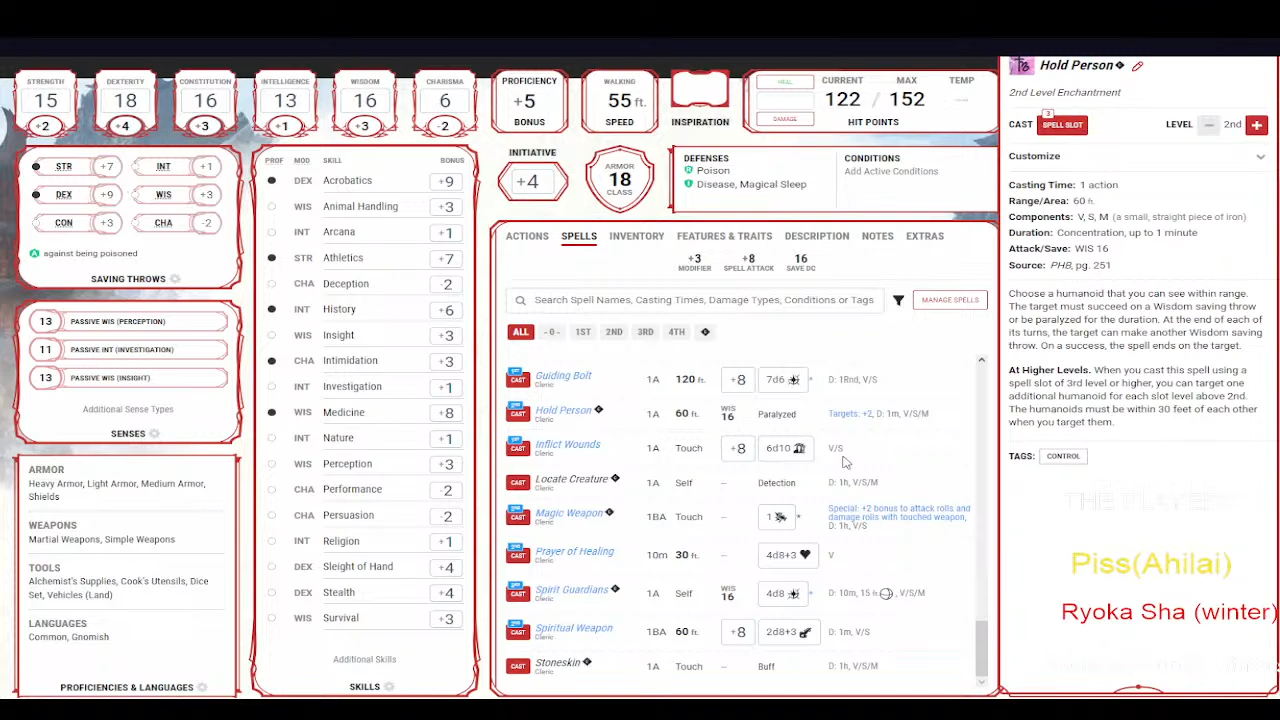 STRENGTH
15
+2
DEXTERITY
18
+4
CONSTITUTION
16
+3
INTELLIGENCE
13
+1
WISDOM
16
+3
CHARISMA
6
-2
PROFICIENCY
+5
BONUS
WALKING
55 ft.
SPEED
INSPIRATION
HEAL
DAMAGE
CURRENT MAX TEMP
122 / 152 --
HIT POINTS
STR +7 INT +1
DEX +9 WIS +3
CON +3 CHA -2
A against being poisoned
SAVING THROWS
13 PASSIVE WIS (PERCEPTION)
11 PASSIVE INT (INVESTIGATION)
13 PASSIVE WIS (INSIGHT)
Additional Sense Types
SENSES
ARMOR
Heavy Armor, Light Armor, Medium Armor,
Shields
WEAPONS
Martial Weapons, Simple Weapons
TOOLS
Alchemist's Supplies, Cook's Utensils, Dice
Set, Vehicles (Land)
LANGUAGES
Common, Gnomish
PROFICIENCIES & LANGUAGES
PROF MOD SKILL BONUS
DEX Acrobatics +9
WIS Animal Handling +3
INT Arcana +1
STR Athletics +7
CHA Deception -2
INT History +6
WIS Insight +3
CHA Intimidation +3
INT Investigation +1
WIS Medicine +8
INT Nature +1
WIS Perception +3
CHA Performance -2
CHA Persuasion -2
INT Religion +1
DEX Sleight of Hand +4
DEX Stealth +4
WIS Survival +3
Additional Skills
SKILLS
INITIATIVE
+4
ARMOR
18
CLASS
DEFENSES
R Poison
Disease, Magical Sleep
CONDITIONS
Add Active Conditions
ACTIONS SPELLS INVENTORY FEATURES & TRAITS DESCRIPTION NOTES EXTRAS
+3 +8 16
MODIFIER SPELL ATTACK SAVE DC
Search Spell Names, Casting Times, Damage Types, Conditions or Tags
MANAGE SPELLS
ALL - 0 - 1ST 2ND 3RD 4TH
CAST Guiding Bolt 1A 120 ft. +8 7d6 * D: 1Rnd, V/S
Cleric
CAST Hold Person 1A 60 ft. WIS 16 Paralyzed Targets: +2, D: 1m, V/S/M
Cleric
CAST Inflict Wounds 1A Touch +8 6d10 V/S
Cleric
CAST Locate Creature 1A Self -- Detection D: 1h, V/S/M
Cleric
CAST Magic Weapon 1BA Touch -- 1 * Special: +2 bonus to attack rolls and
damage rolls with touched weapon,
D: 1h, V/S
Cleric
CAST Prayer of Healing 10m 30 ft. -- 4d8+3 V
Cleric
CAST Spirit Guardians 1A Self WIS 16 4d8 * D: 10m, 15 ft. , V/S/M
Cleric
CAST Spiritual Weapon 1BA 60 ft. +8 2d8+3 D: 1m, V/S
Cleric
CAST Stoneskin 1A Touch -- Buff D: 1h, V/S/M
Cleric
Hold Person
2nd Level Enchantment
CAST 3 SPELL SLOT LEVEL — 2nd +
Customize
Casting Time: 1 action
Range/Area: 60 ft.
Components: V, S, M (a small, straight piece of iron)
Duration: Concentration, up to 1 minute
Attack/Save: WIS 16
Source: PHB, pg. 251
Choose a humanoid that you can see within range.
The target must succeed on a Wisdom saving throw
or be paralyzed for the duration. At the end of each
of its turns, the target can make another Wisdom saving
throw. On a success, the spell ends on the target.
At Higher Levels. When you cast this spell using a
spell slot of 3rd level or higher, you can target one
additional humanoid for each slot level above 2nd.
The humanoids must be within 30 feet of each other
when you target them.
TAGS: CONTROL
THE PLAYER
Piss(Ahilai)
Ryoka Sha (winter)